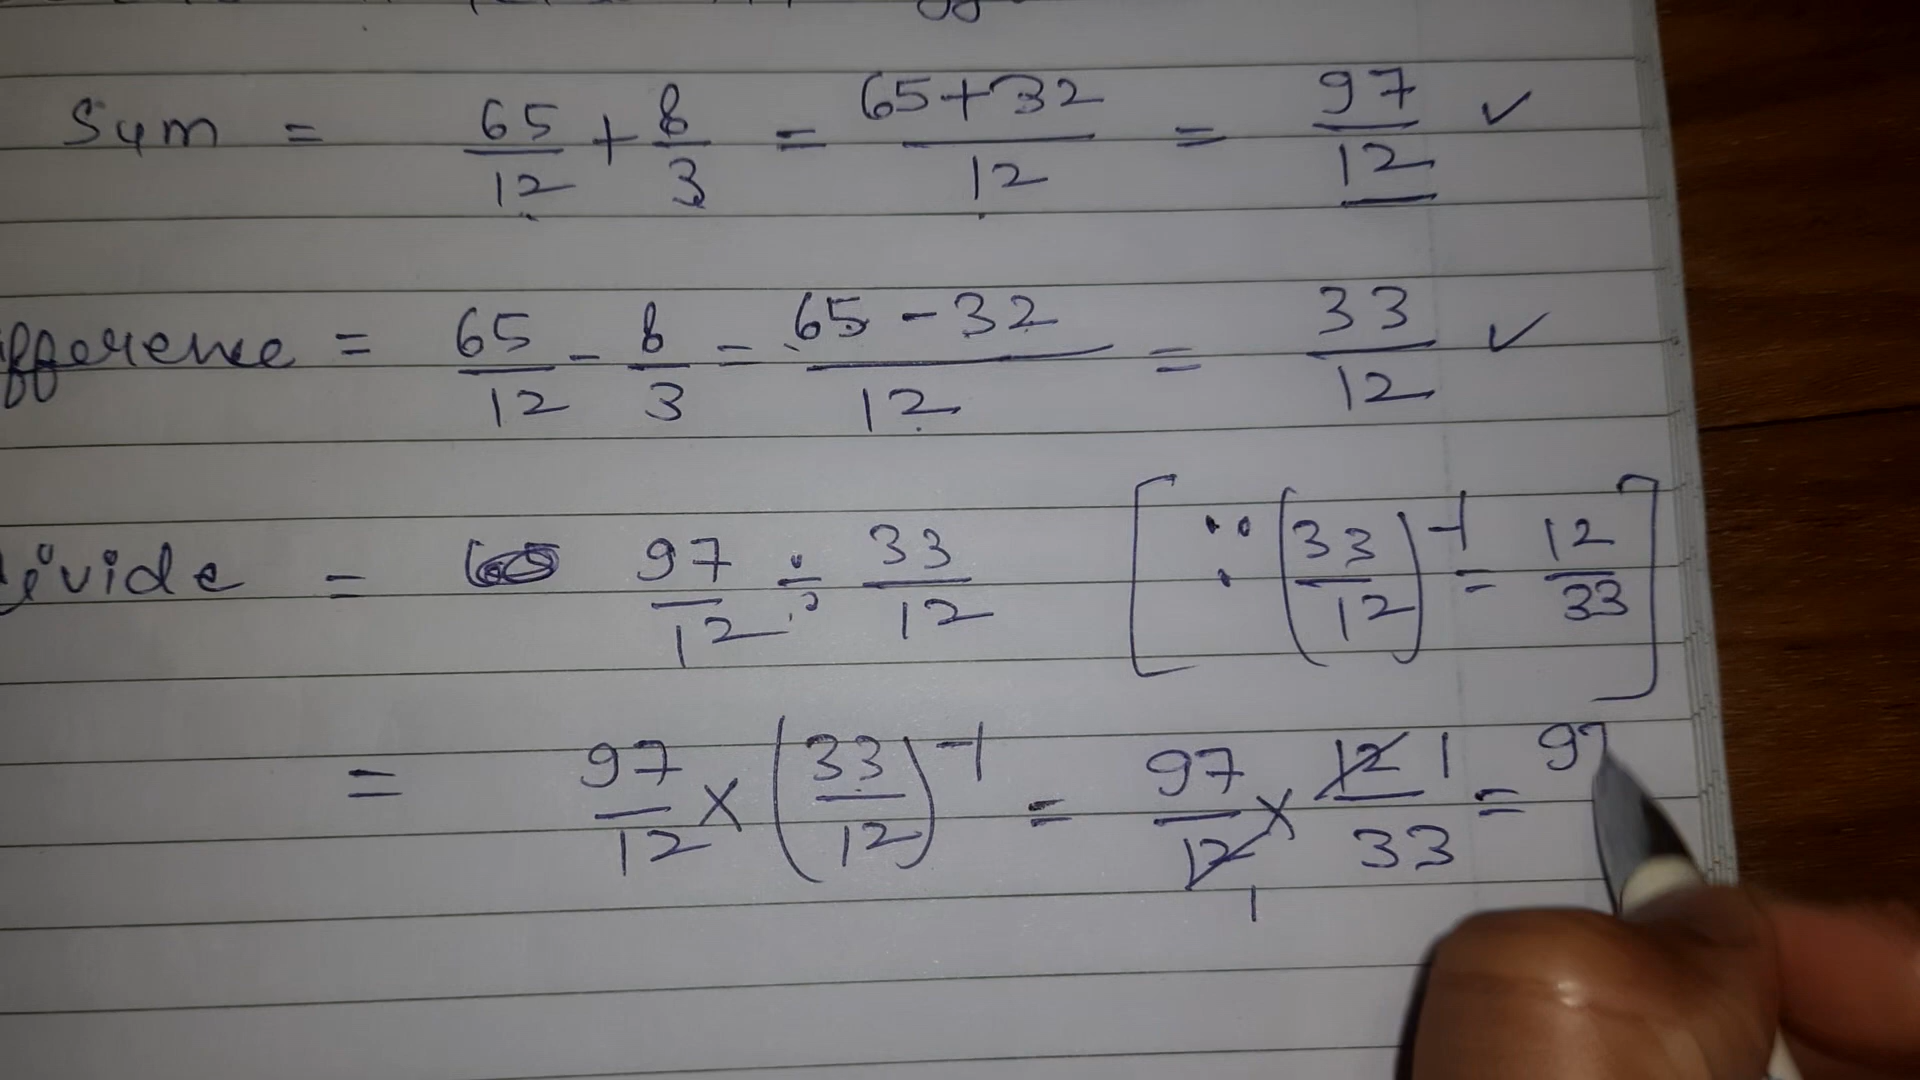 Sum = 65/12 + 8/3 = 65+32/12 = 97/12 ✓
fference = 65/12 - 8/3 = 65-32/12 = 33/12 ✓
ivide = 97/12 ÷ 33/12 [∵ (33/12)^-1 = 12/33]
= 97/12 × (33/12)^-1 = 97/12 1 × 12/33 1 = 97